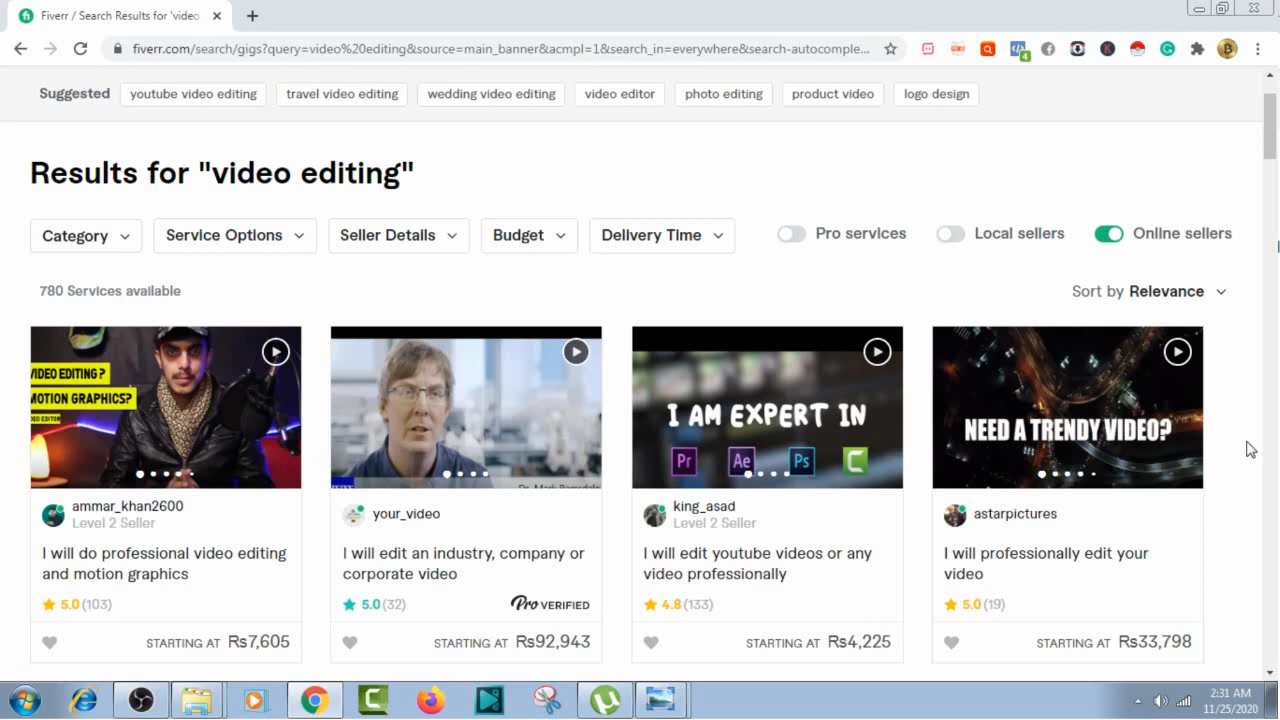 Fiverr / Search Results for 'video
fiverr.com/search/gigs?query=video%20editing&source=main_banner&acmpl=1&search_in=everywhere&search-autocomple...
4
Suggested
youtube video editing
travel video editing
wedding video editing
video editor
photo editing
product video
logo design
Results for "video editing"
Category
Service Options
Seller Details
Budget
Delivery Time
Pro services
Local sellers
Online sellers
780 Services available
Sort by Relevance
VIDEO EDITING ?
MOTION GRAPHICS?
Dr. Mark Barsdale
I AM EXPERT IN
Pr Ae Ps C
NEED A TRENDY VIDEO?
ammar_khan2600
Level 2 Seller
I will do professional video editing
and motion graphics
5.0 (103)
STARTING AT Rs7,605
your_video
I will edit an industry, company or
corporate video
5.0 (32)
Pro VERIFIED
STARTING AT Rs92,943
king_asad
Level 2 Seller
I will edit youtube videos or any
video professionally
4.8 (133)
STARTING AT Rs4,225
astarpictures
I will professionally edit your
video
5.0 (19)
STARTING AT Rs33,798
2:31 AM
11/25/2020